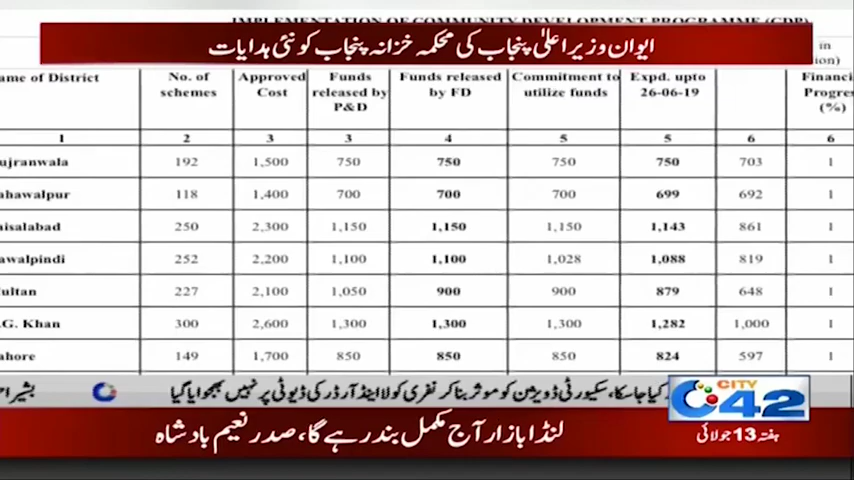 IMPLEMENTATION OF COMMUNITY DEVELOPMENT PROGRAMME (CDP)
ایوان وزیراعلیٰ پنجاب کی محکمہ خزانہ پنجاب کو نئی ہدایات
in
ion)
ame of District | No. of schemes | Approved Cost | Funds released by P&D | Funds released by FD | Commitment to utilize funds | Expd. upto 26-06-19 | | Financi Progres (%)
1 | 2 | 3 | 3 | 4 | 5 | 5 | 6 | 6
ujranwala | 192 | 1,500 | 750 | 750 | 750 | 750 | 703 | 1
ahawalpur | 118 | 1,400 | 700 | 700 | 700 | 699 | 692 | 1
aisalabad | 250 | 2,300 | 1,150 | 1,150 | 1,150 | 1,143 | 861 | 1
awalpindi | 252 | 2,200 | 1,100 | 1,100 | 1,028 | 1,088 | 819 | 1
ultan | 227 | 2,100 | 1,050 | 900 | 900 | 879 | 648 | 1
.G. Khan | 300 | 2,600 | 1,300 | 1,300 | 1,300 | 1,282 | 1,000 | 1
ahore | 149 | 1,700 | 850 | 850 | 850 | 824 | 597 | 1
کیا جاسکا، سکیورٹی ڈویژن کو موثر بنا کر نفری کو لا اینڈ آرڈر کی ڈیوٹی پر نہیں بھجوایا گیا
بشیر
CITY 42
لنڈا بازار آج مکمل بند رہے گا، صدر نعیم بادشاہ
ہفتہ 13 جولائی